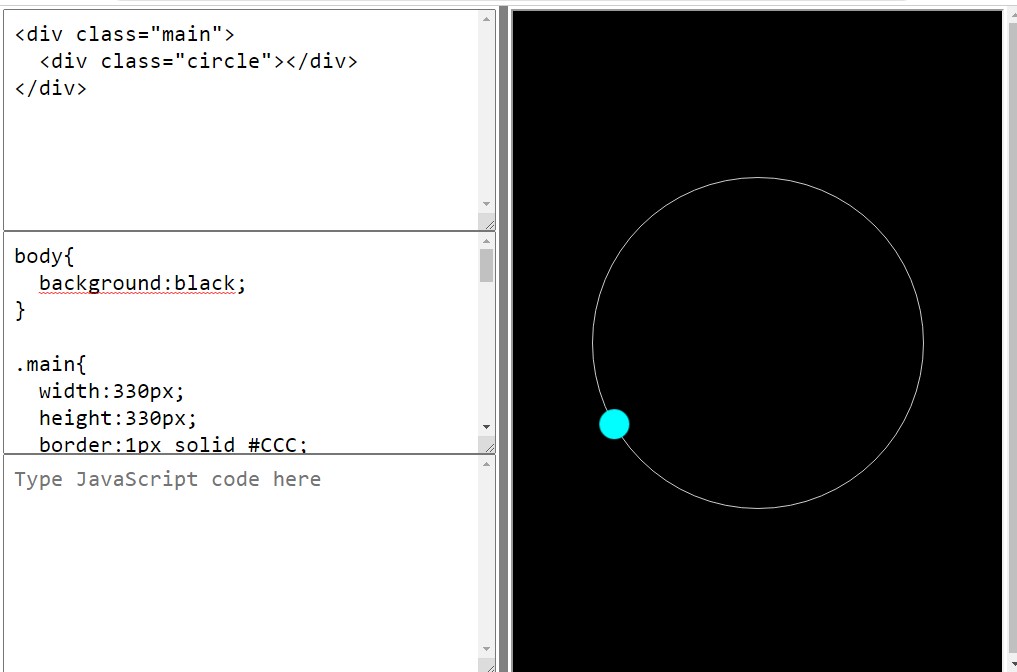 <div class="main">
  <div class="circle"></div>
</div>
body{
  background:black;
}
.main{
  width:330px;
  height:330px;
  border:1px solid #CCC;
Type JavaScript code here